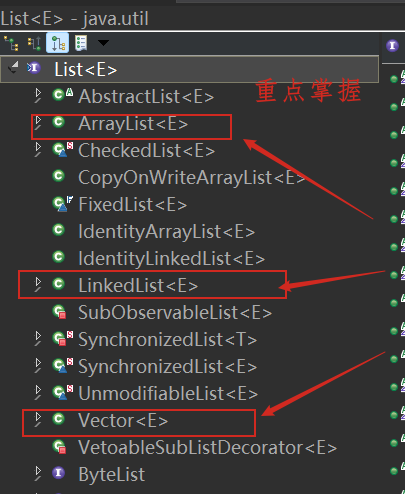 List<E> - java.util
List<E>
AbstractList<E>
重点掌握
ArrayList<E>
CheckedList<E>
CopyOnWriteArrayList<E>
FixedList<E>
IdentityArrayList<E>
IdentityLinkedList<E>
LinkedList<E>
SubObservableList<E>
SynchronizedList<T>
SynchronizedList<E>
UnmodifiableList<E>
Vector<E>
VetoableSubListDecorator<E>
ByteList